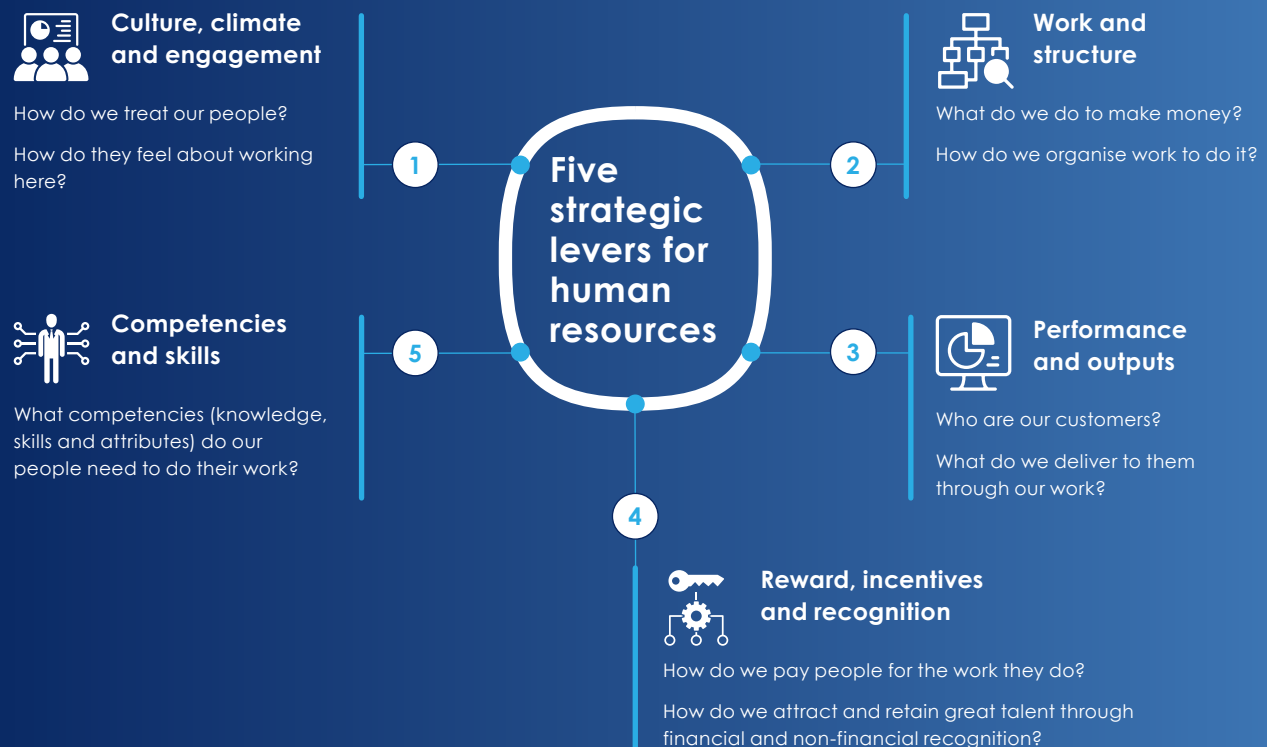 Five
strategic
levers for
human
resources
1
Culture, climate
and engagement
How do we treat our people?
How do they feel about working
here?
2
Work and
structure
What do we do to make money?
How do we organise work to do it?
3
Performance
and outputs
Who are our customers?
What do we deliver to them
through our work?
4
Reward, incentives
and recognition
How do we pay people for the work they do?
How do we attract and retain great talent through
financial and non-financial recognition?
5
Competencies
and skills
What competencies (knowledge,
skills and attributes) do our
people need to do their work?